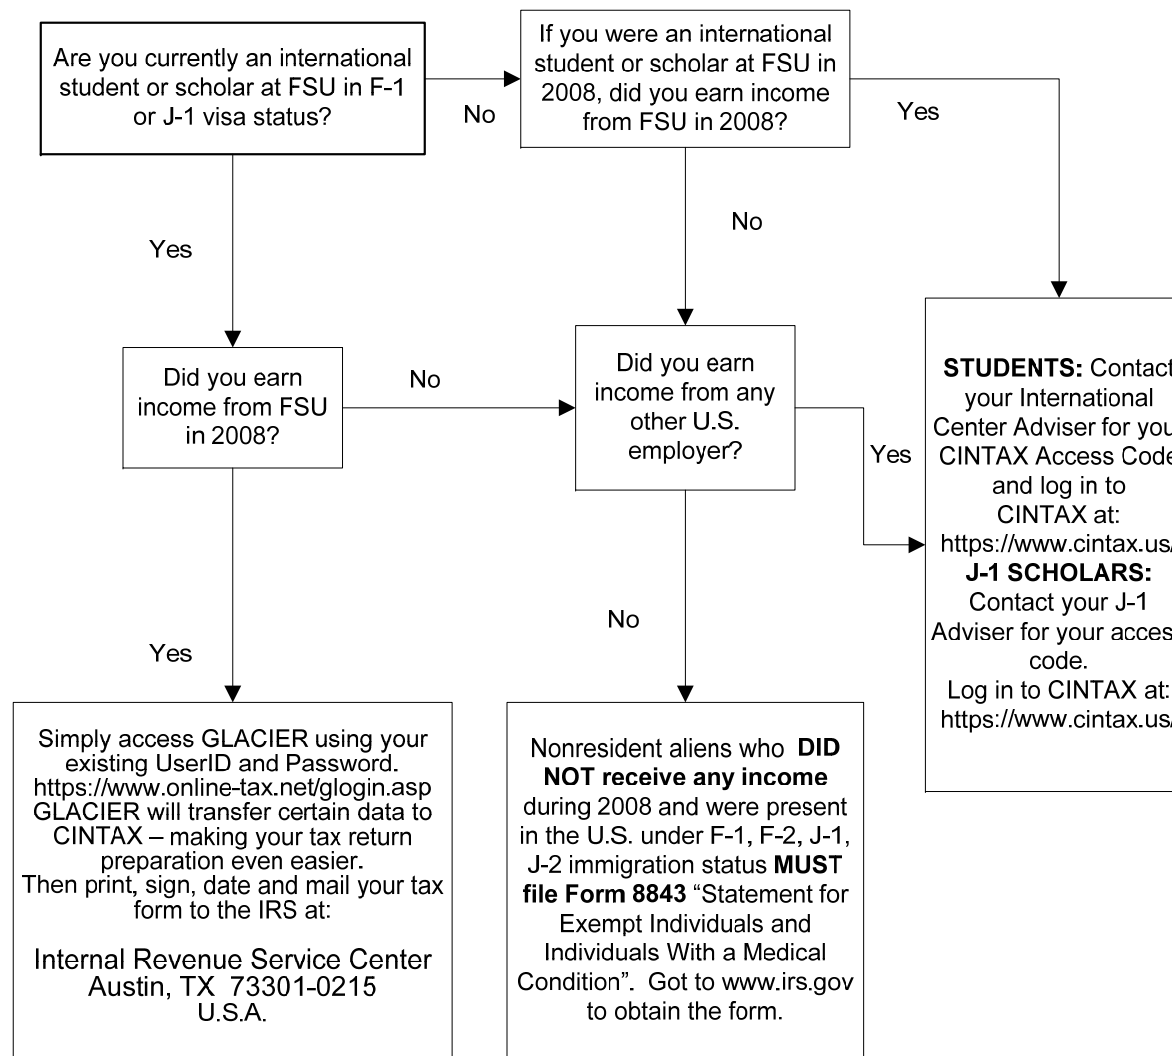 Are you currently an international
student or scholar at FSU in F-1
or J-1 visa status?
No
If you were an international
student or scholar at FSU in
2008, did you earn income
from FSU in 2008?
Yes
Yes
No
Did you earn
income from FSU
in 2008?
No
Did you earn
income from any
other U.S.
employer?
Yes
STUDENTS: Contact
your International
Center Adviser for you
CINTAX Access Code
and log in to
CINTAX at:
https://www.cintax.us/
J-1 SCHOLARS:
Contact your J-1
Adviser for your acces
code.
Log in to CINTAX at:
https://www.cintax.us/
Yes
No
Simply access GLACIER using your
existing UserID and Password.
https://www.online-tax.net/glogin.asp
GLACIER will transfer certain data to
CINTAX – making your tax return
preparation even easier.
Then print, sign, date and mail your tax
form to the IRS at:
Internal Revenue Service Center
Austin, TX 73301-0215
U.S.A.
Nonresident aliens who DID
NOT receive any income
during 2008 and were present
in the U.S. under F-1, F-2, J-1,
J-2 immigration status MUST
file Form 8843 “Statement for
Exempt Individuals and
Individuals With a Medical
Condition”. Got to www.irs.gov
to obtain the form.